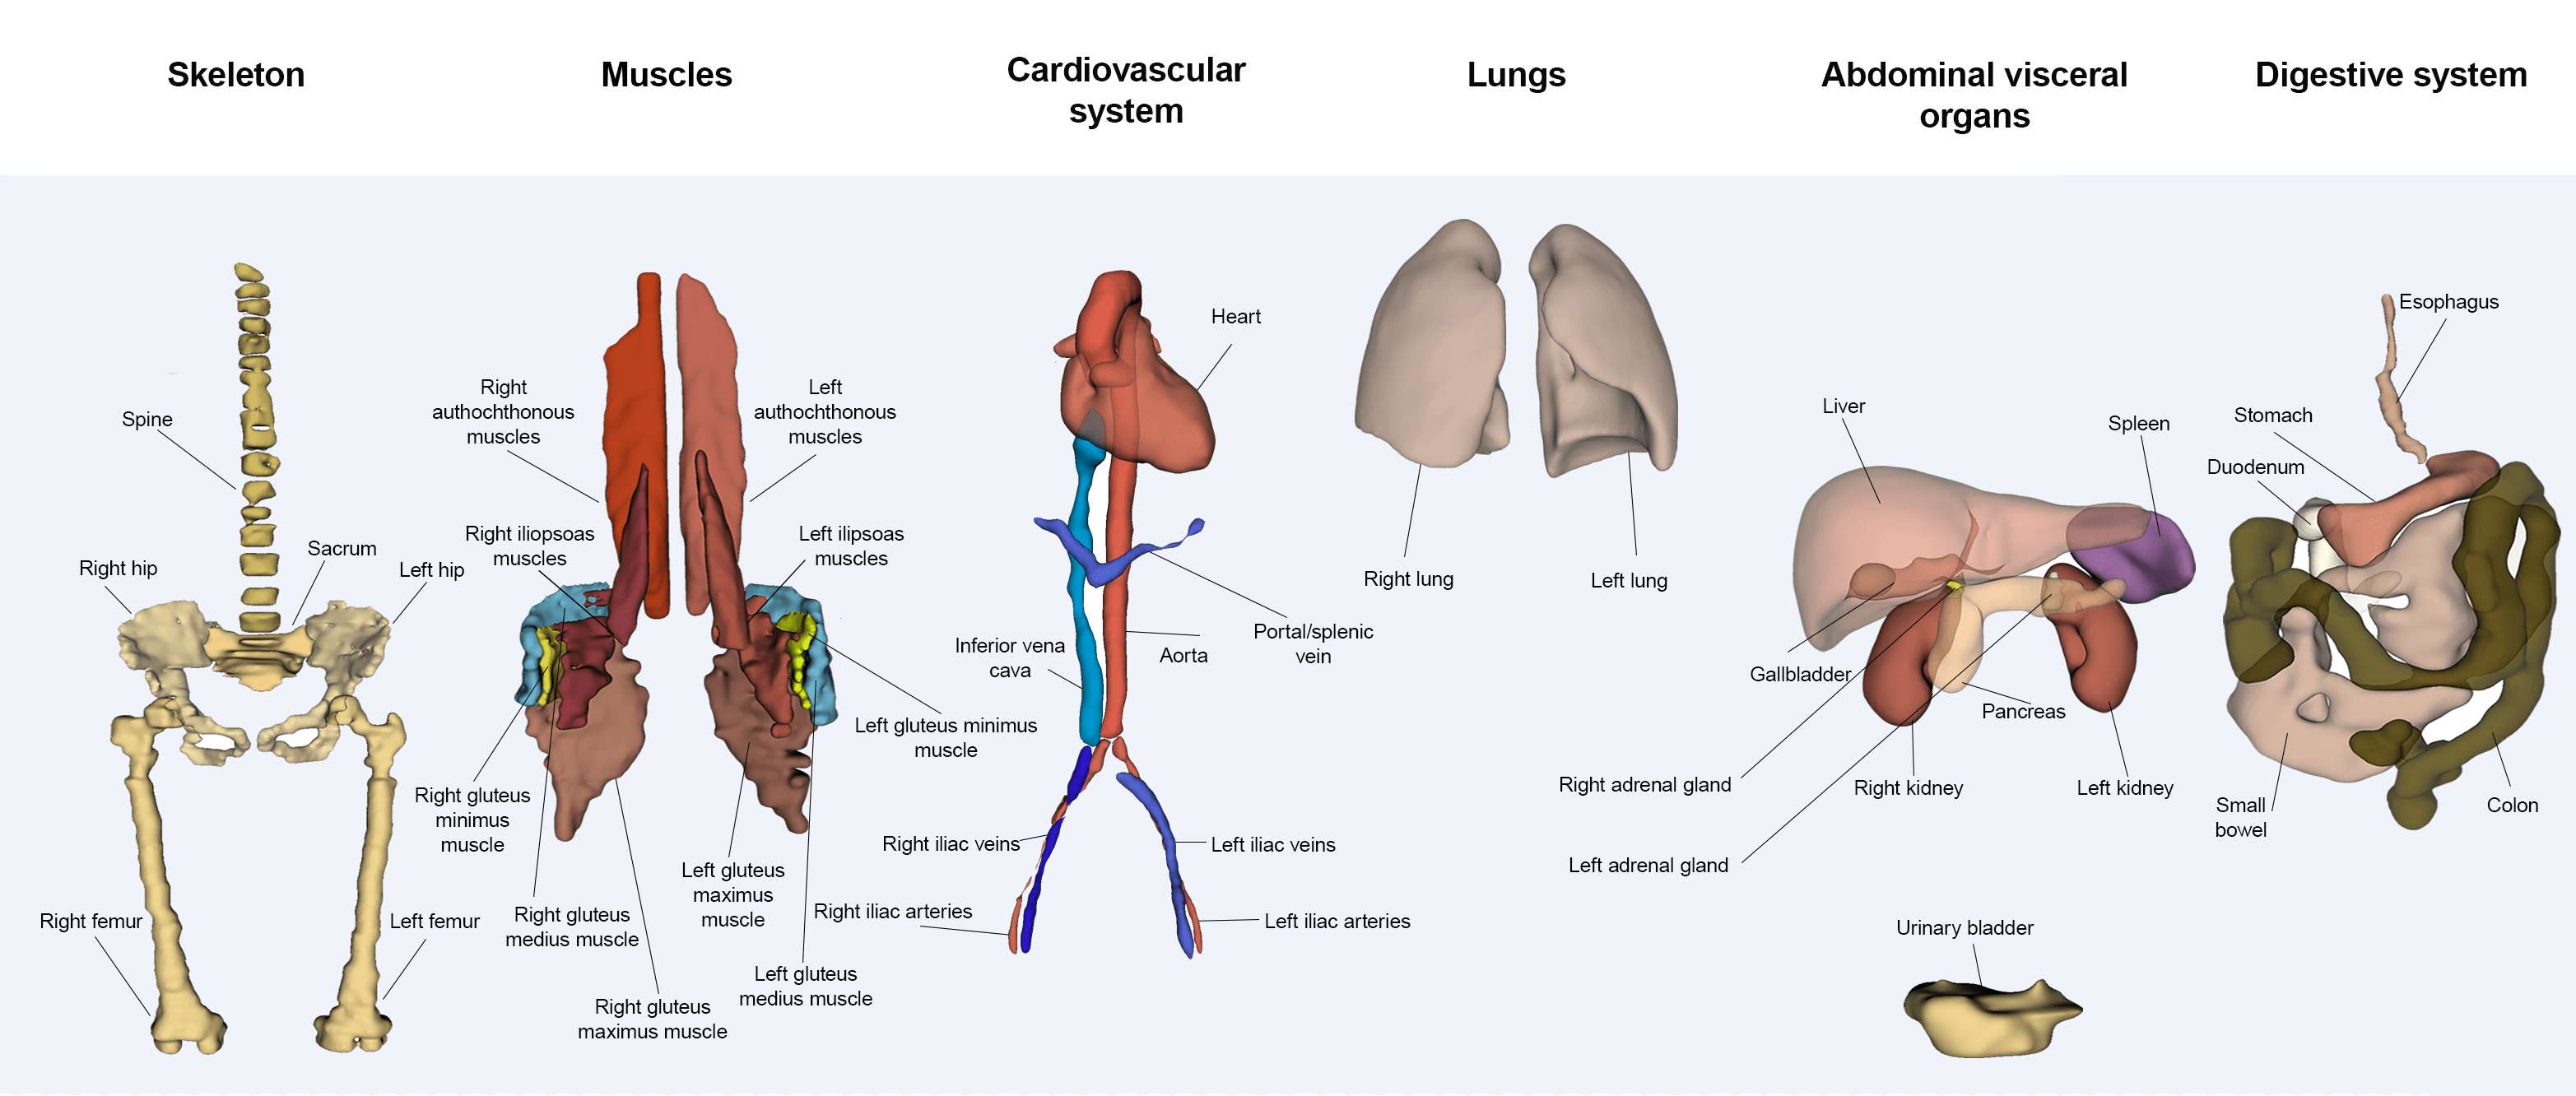 Skeleton
Muscles
Cardiovascular
system
Lungs
Abdominal visceral
organs
Digestive system
Spine
Right hip
Sacrum
Left hip
Right femur
Left femur
Right
authochthonous
muscles
Left
authochthonous
muscles
Right iliopsoas
muscles
Left ilipsoas
muscles
Left gluteus minimus
muscle
Right gluteus
minimus
muscle
Right gluteus
medius muscle
Left gluteus
maximus
muscle
Left gluteus
medius muscle
Right gluteus
maximus muscle
Heart
Inferior vena
cava
Aorta
Portal/splenic
vein
Right iliac veins
Left iliac veins
Right iliac arteries
Left iliac arteries
Right lung
Left lung
Liver
Spleen
Gallbladder
Pancreas
Right adrenal gland
Right kidney
Left kidney
Left adrenal gland
Urinary bladder
Esophagus
Stomach
Duodenum
Small
bowel
Colon